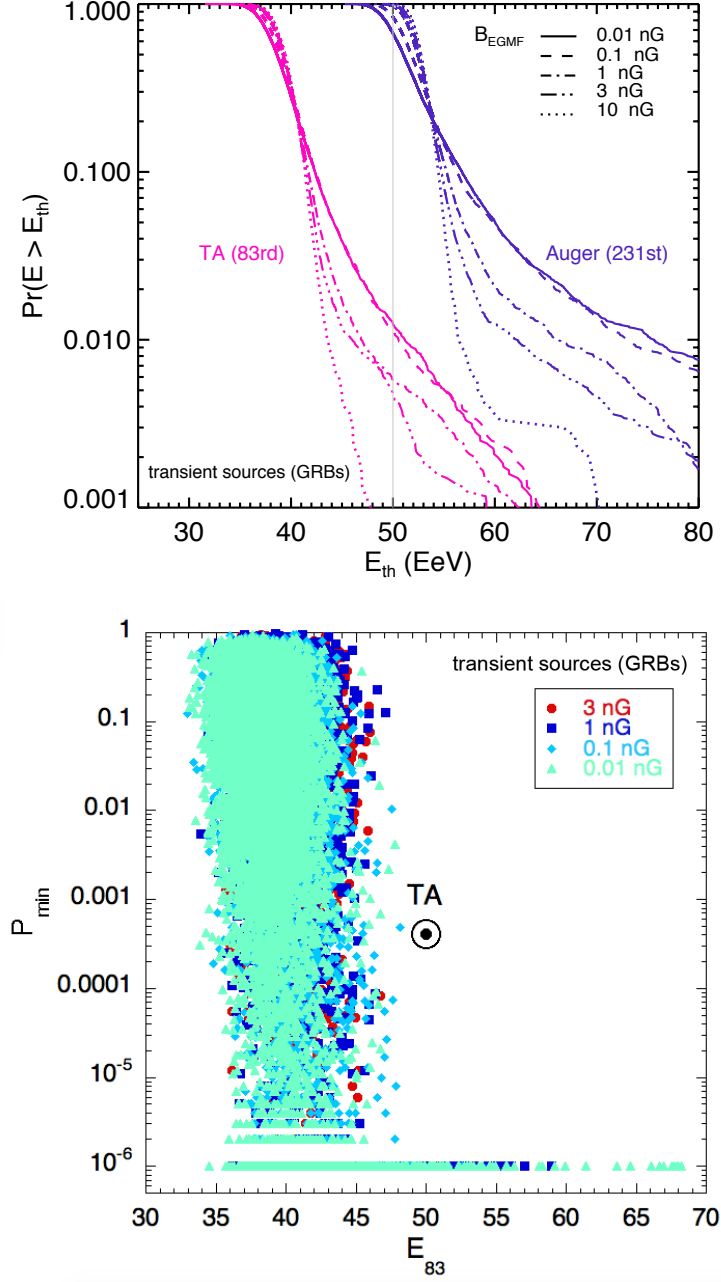 1.000
0.100
0.010
0.001
Pr(E > E_th)
B_EGMF
0.01 nG
0.1 nG
1 nG
3 nG
10 nG
TA (83rd)
Auger (231st)
transient sources (GRBs)
30 40 50 60 70 80
E_th (EeV)
1
0.1
0.01
0.001
0.0001
10^-5
10^-6
P_min
transient sources (GRBs)
3 nG
1 nG
0.1 nG
0.01 nG
TA
30 35 40 45 50 55 60 65 70
E_83